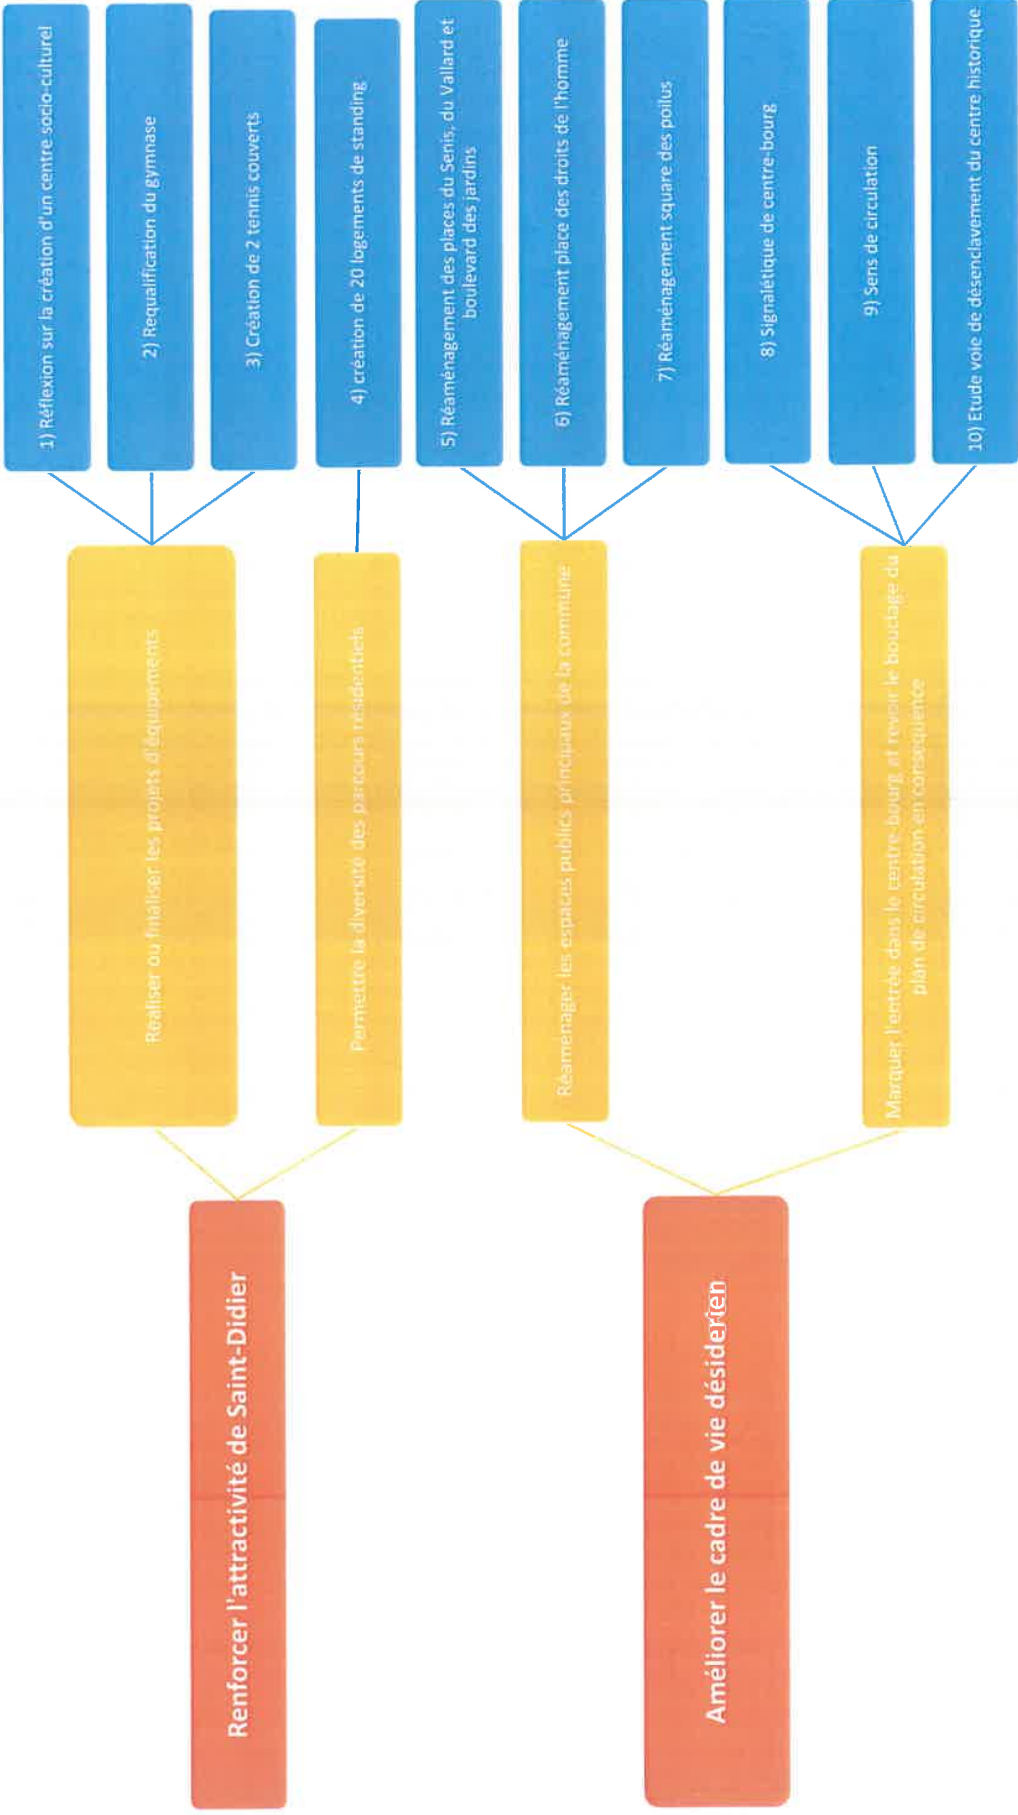 Renforcer l'attractivité de Saint-Didier
Réaliser ou finaliser les projets d'équipements
1) Réflexion sur la création d'un centre socio-culturel
2) Requalification du gymnase
3) Création de 2 tennis couverts
Permettre la diversité des parcours résidentiels
4) création de 20 logements de standing
Améliorer le cadre de vie désiderien
Réaménager les espaces publics principaux de la commune
5) Réaménagement des places du Senis, du Vallard et
boulevard des jardins
6) Réaménagement place des droits de l'homme
7) Réaménagement square des poilus
Marquer l'entrée dans le centre-bourg et revoir le bouclage du
plan de circulation en conséquence
8) Signalétique de centre-bourg
9) Sens de circulation
10) Etude voie de désenclavement du centre historique